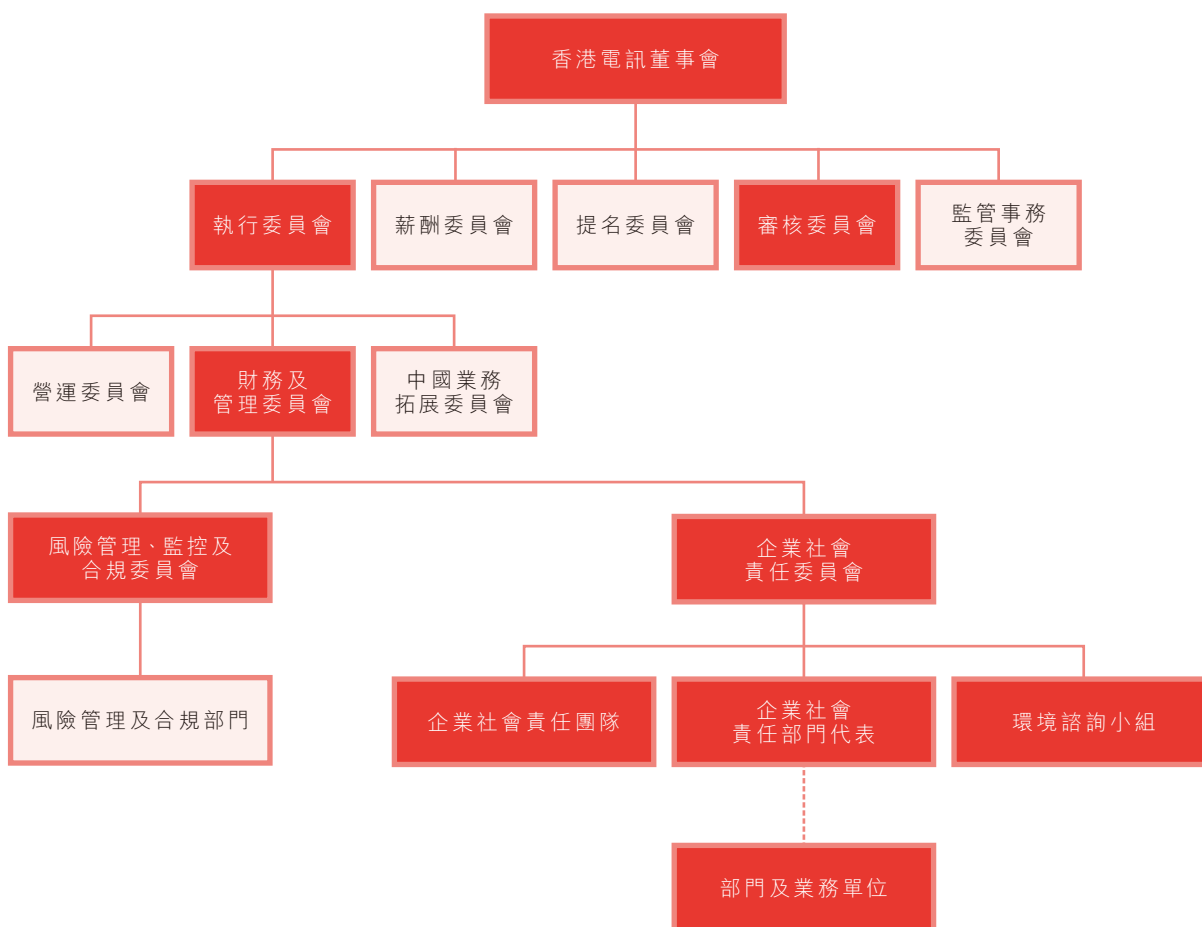 香港電訊董事會
執行委員會
薪酬委員會
提名委員會
審核委員會
監管事務
委員會
營運委員會
財務及
管理委員會
中國業務
拓展委員會
風險管理、監控及
合規委員會
企業社會
責任委員會
風險管理及合規部門
企業社會責任團隊
企業社會
責任部門代表
環境諮詢小組
部門及業務單位